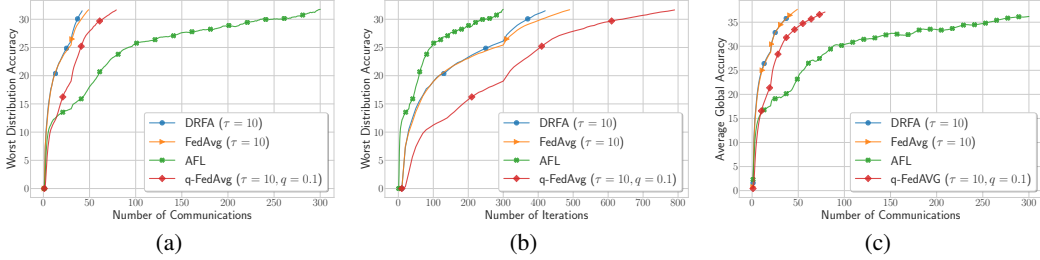 Worst Distribution Accuracy
30
25
20
15
10
5
0
DRFA (τ = 10)
FedAvg (τ = 10)
AFL
q-FedAvg (τ = 10, q = 0.1)
0 50 100 150 200 250 300
Number of Communications
(a)
Worst Distribution Accuracy
30
25
20
15
10
5
0
DRFA (τ = 10)
FedAvg (τ = 10)
AFL
q-FedAvg (τ = 10, q = 0.1)
0 100 200 300 400 500 600 700 800
Number of Iterations
(b)
Average Global Accuracy
35
30
25
20
15
10
5
0
DRFA (τ = 10)
FedAvg (τ = 10)
AFL
q-FedAVG (τ = 10, q = 0.1)
0 50 100 150 200 250 300
Number of Communications
(c)